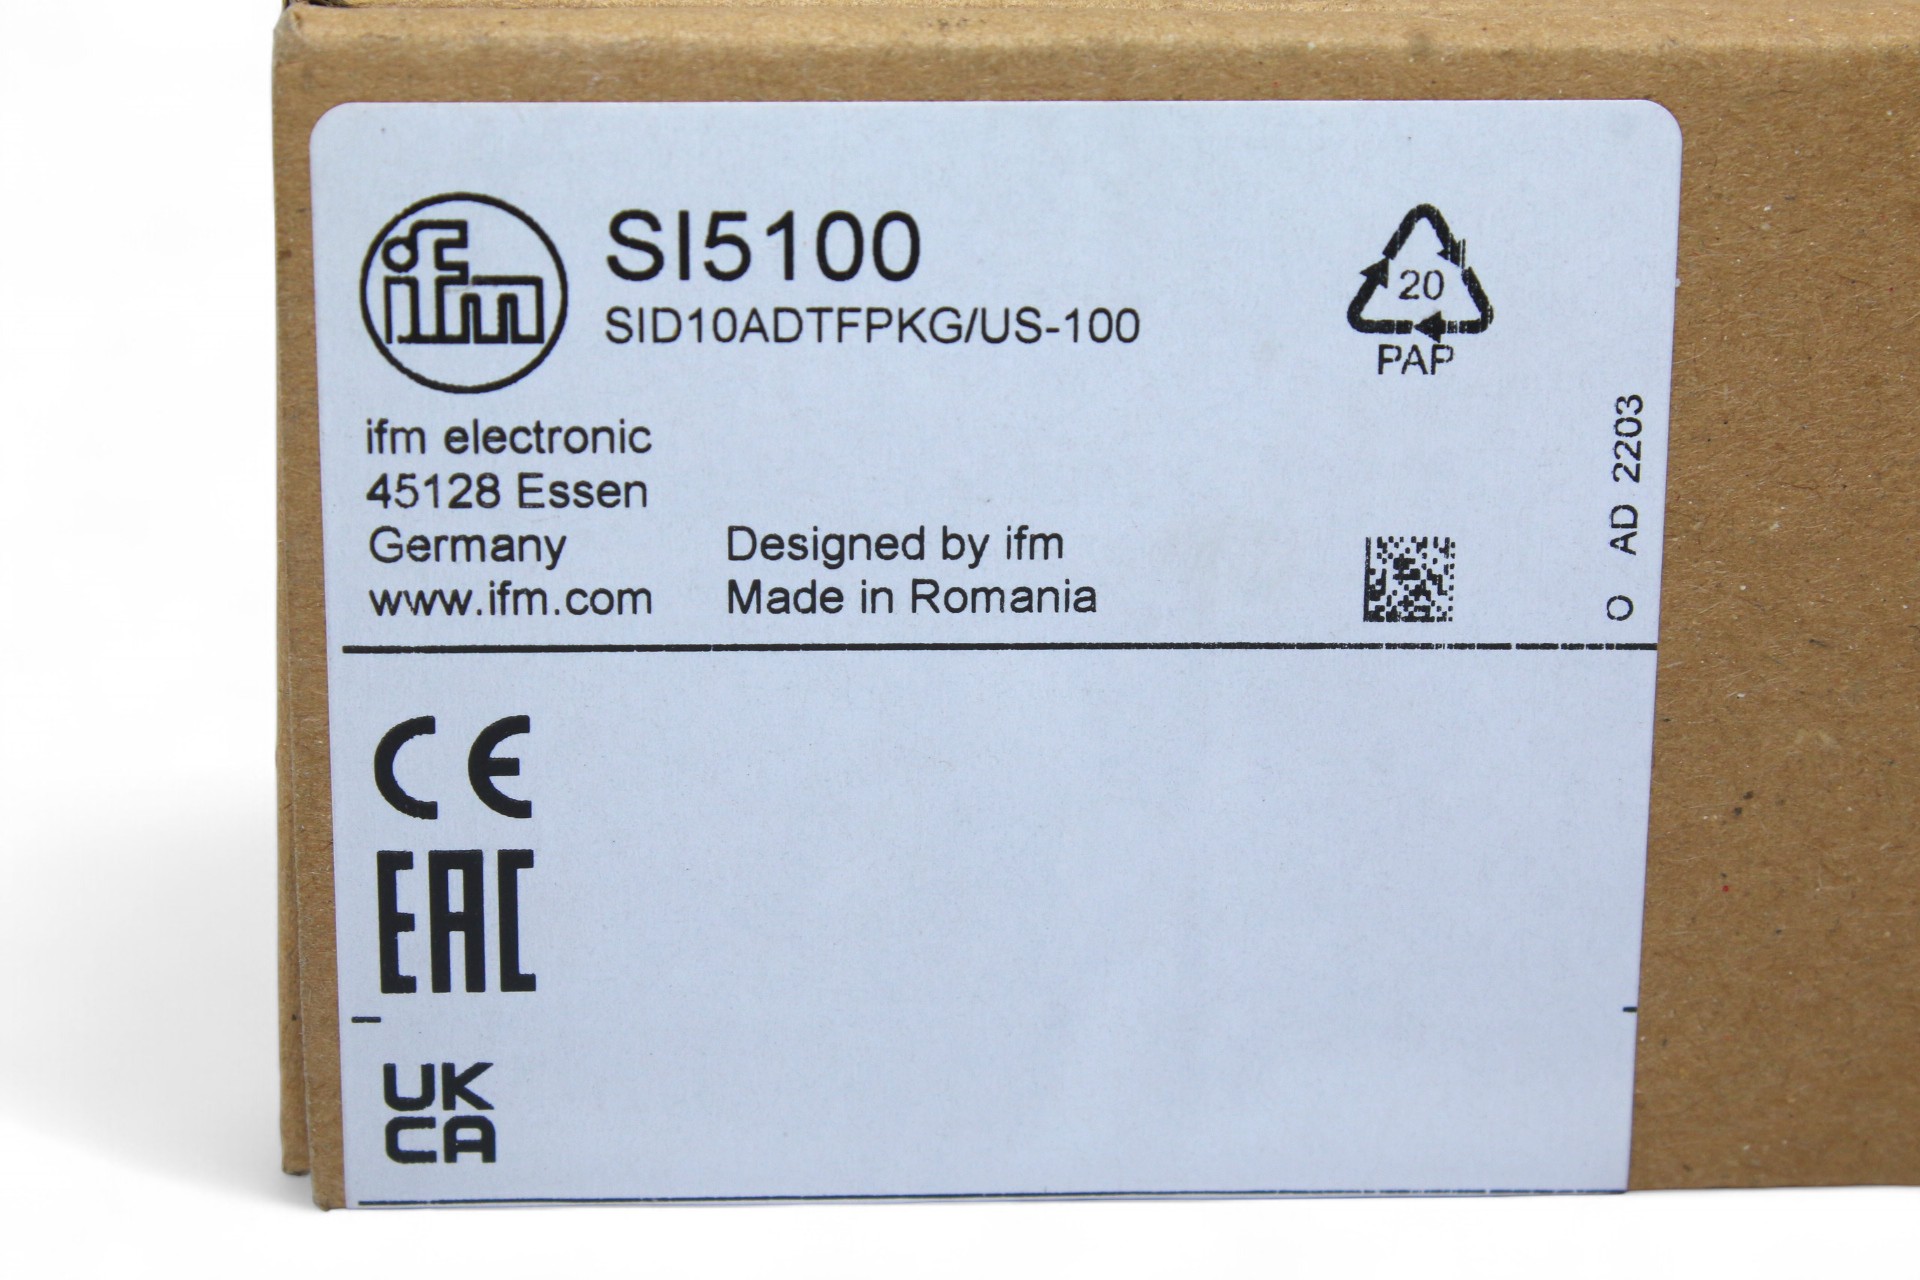 ifm
SI5100
SID10ADTFPKG/US-100
20
PAP
ifm electronic
45128 Essen
Germany
www.ifm.com
Designed by ifm
Made in Romania
O AD 2203
CE
EAC
UK
CA